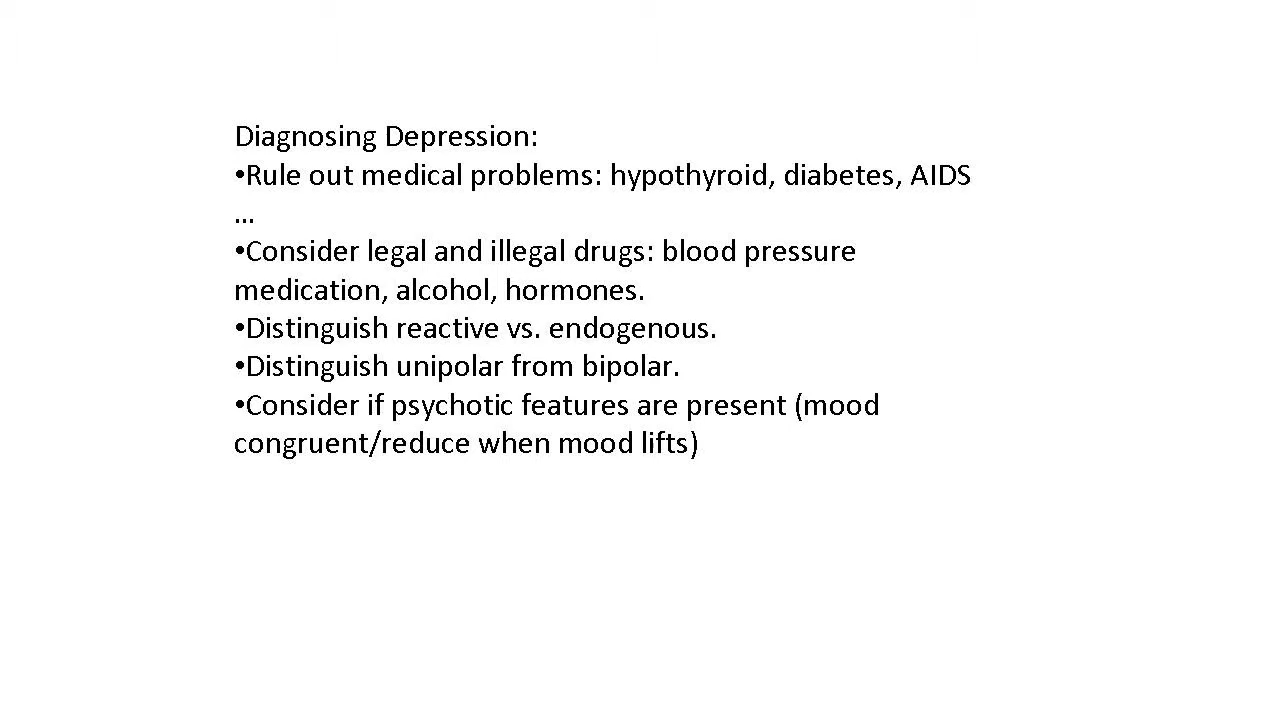 Diagnosing Depression:
•Rule out medical problems: hypothyroid, diabetes, AIDS
…
•Consider legal and illegal drugs: blood pressure
medication, alcohol, hormones.
•Distinguish reactive vs. endogenous.
•Distinguish unipolar from bipolar.
•Consider if psychotic features are present (mood
congruent/reduce when mood lifts)